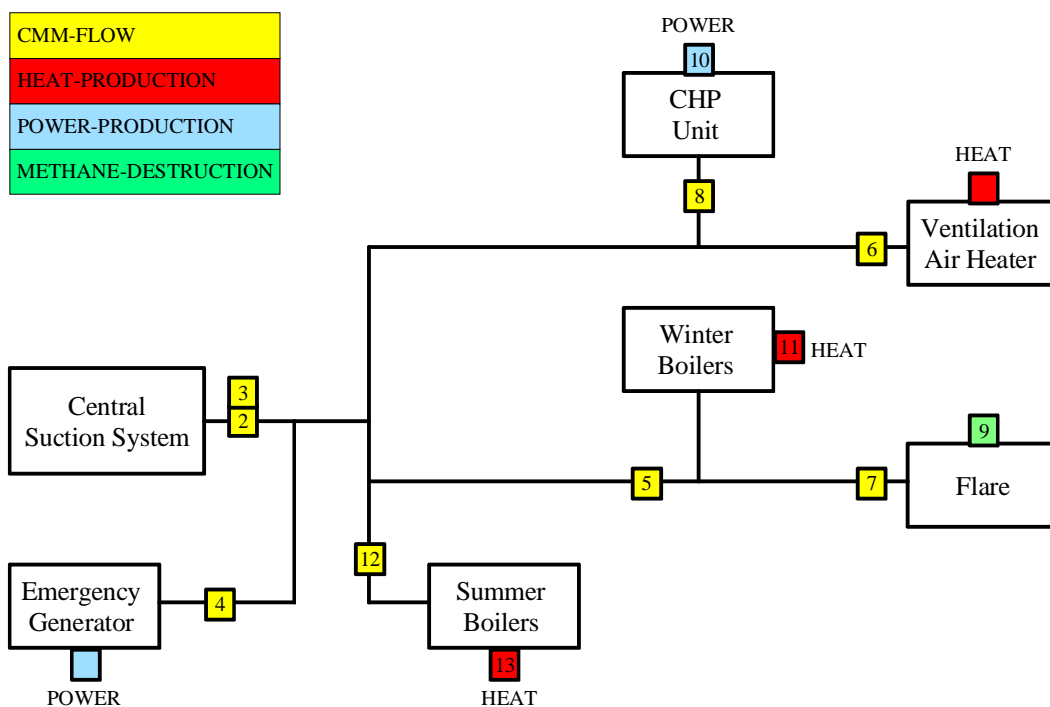 CMM-FLOW
HEAT-PRODUCTION
POWER-PRODUCTION
METHANE-DESTRUCTION
POWER
10
CHP
Unit
8
HEAT
Ventilation
Air Heater
6
Winter
Boilers
11
HEAT
3
2
Central
Suction System
9
Flare
5
7
12
Emergency
Generator
4
POWER
Summer
Boilers
13
HEAT